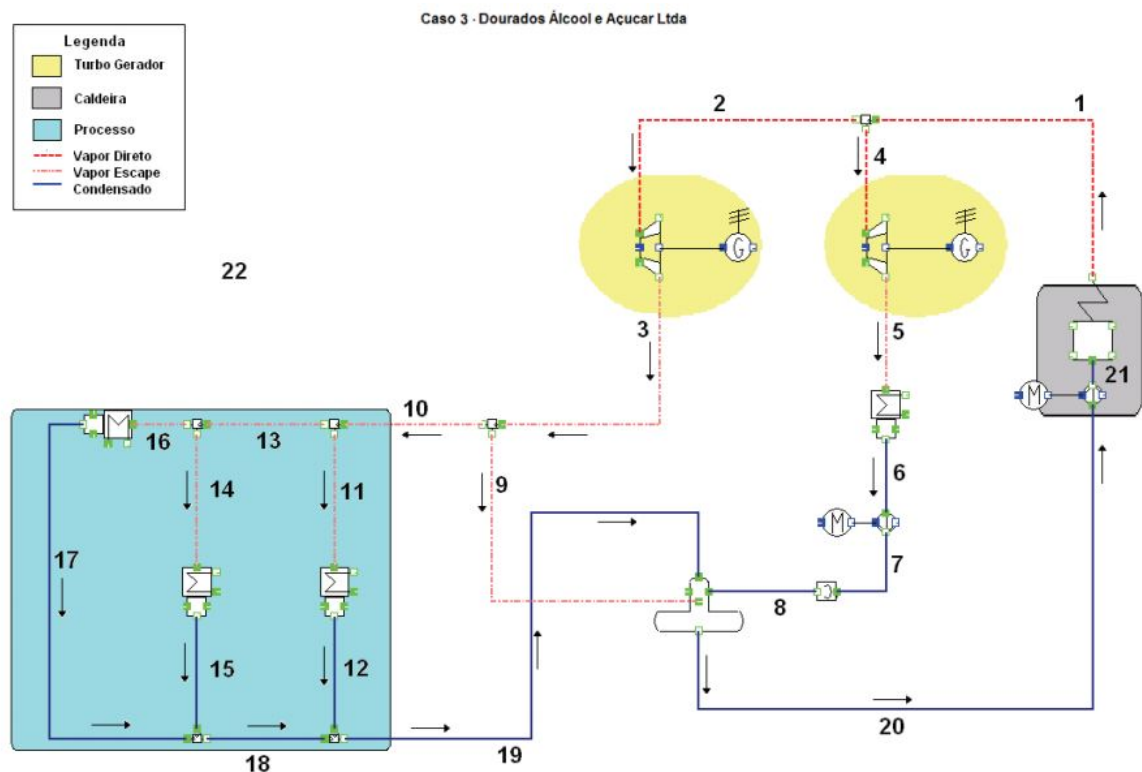 Caso 3 - Dourados Álcool e Açucar Ltda
Legenda
Turbo Gerador
Caldeira
Processo
Vapor Direto
Vapor Escape
Condensado
2
1
4
G
G
22
3
5
21
M
10
16
13
9
6
14
11
M
17
7
8
15
12
20
19
18